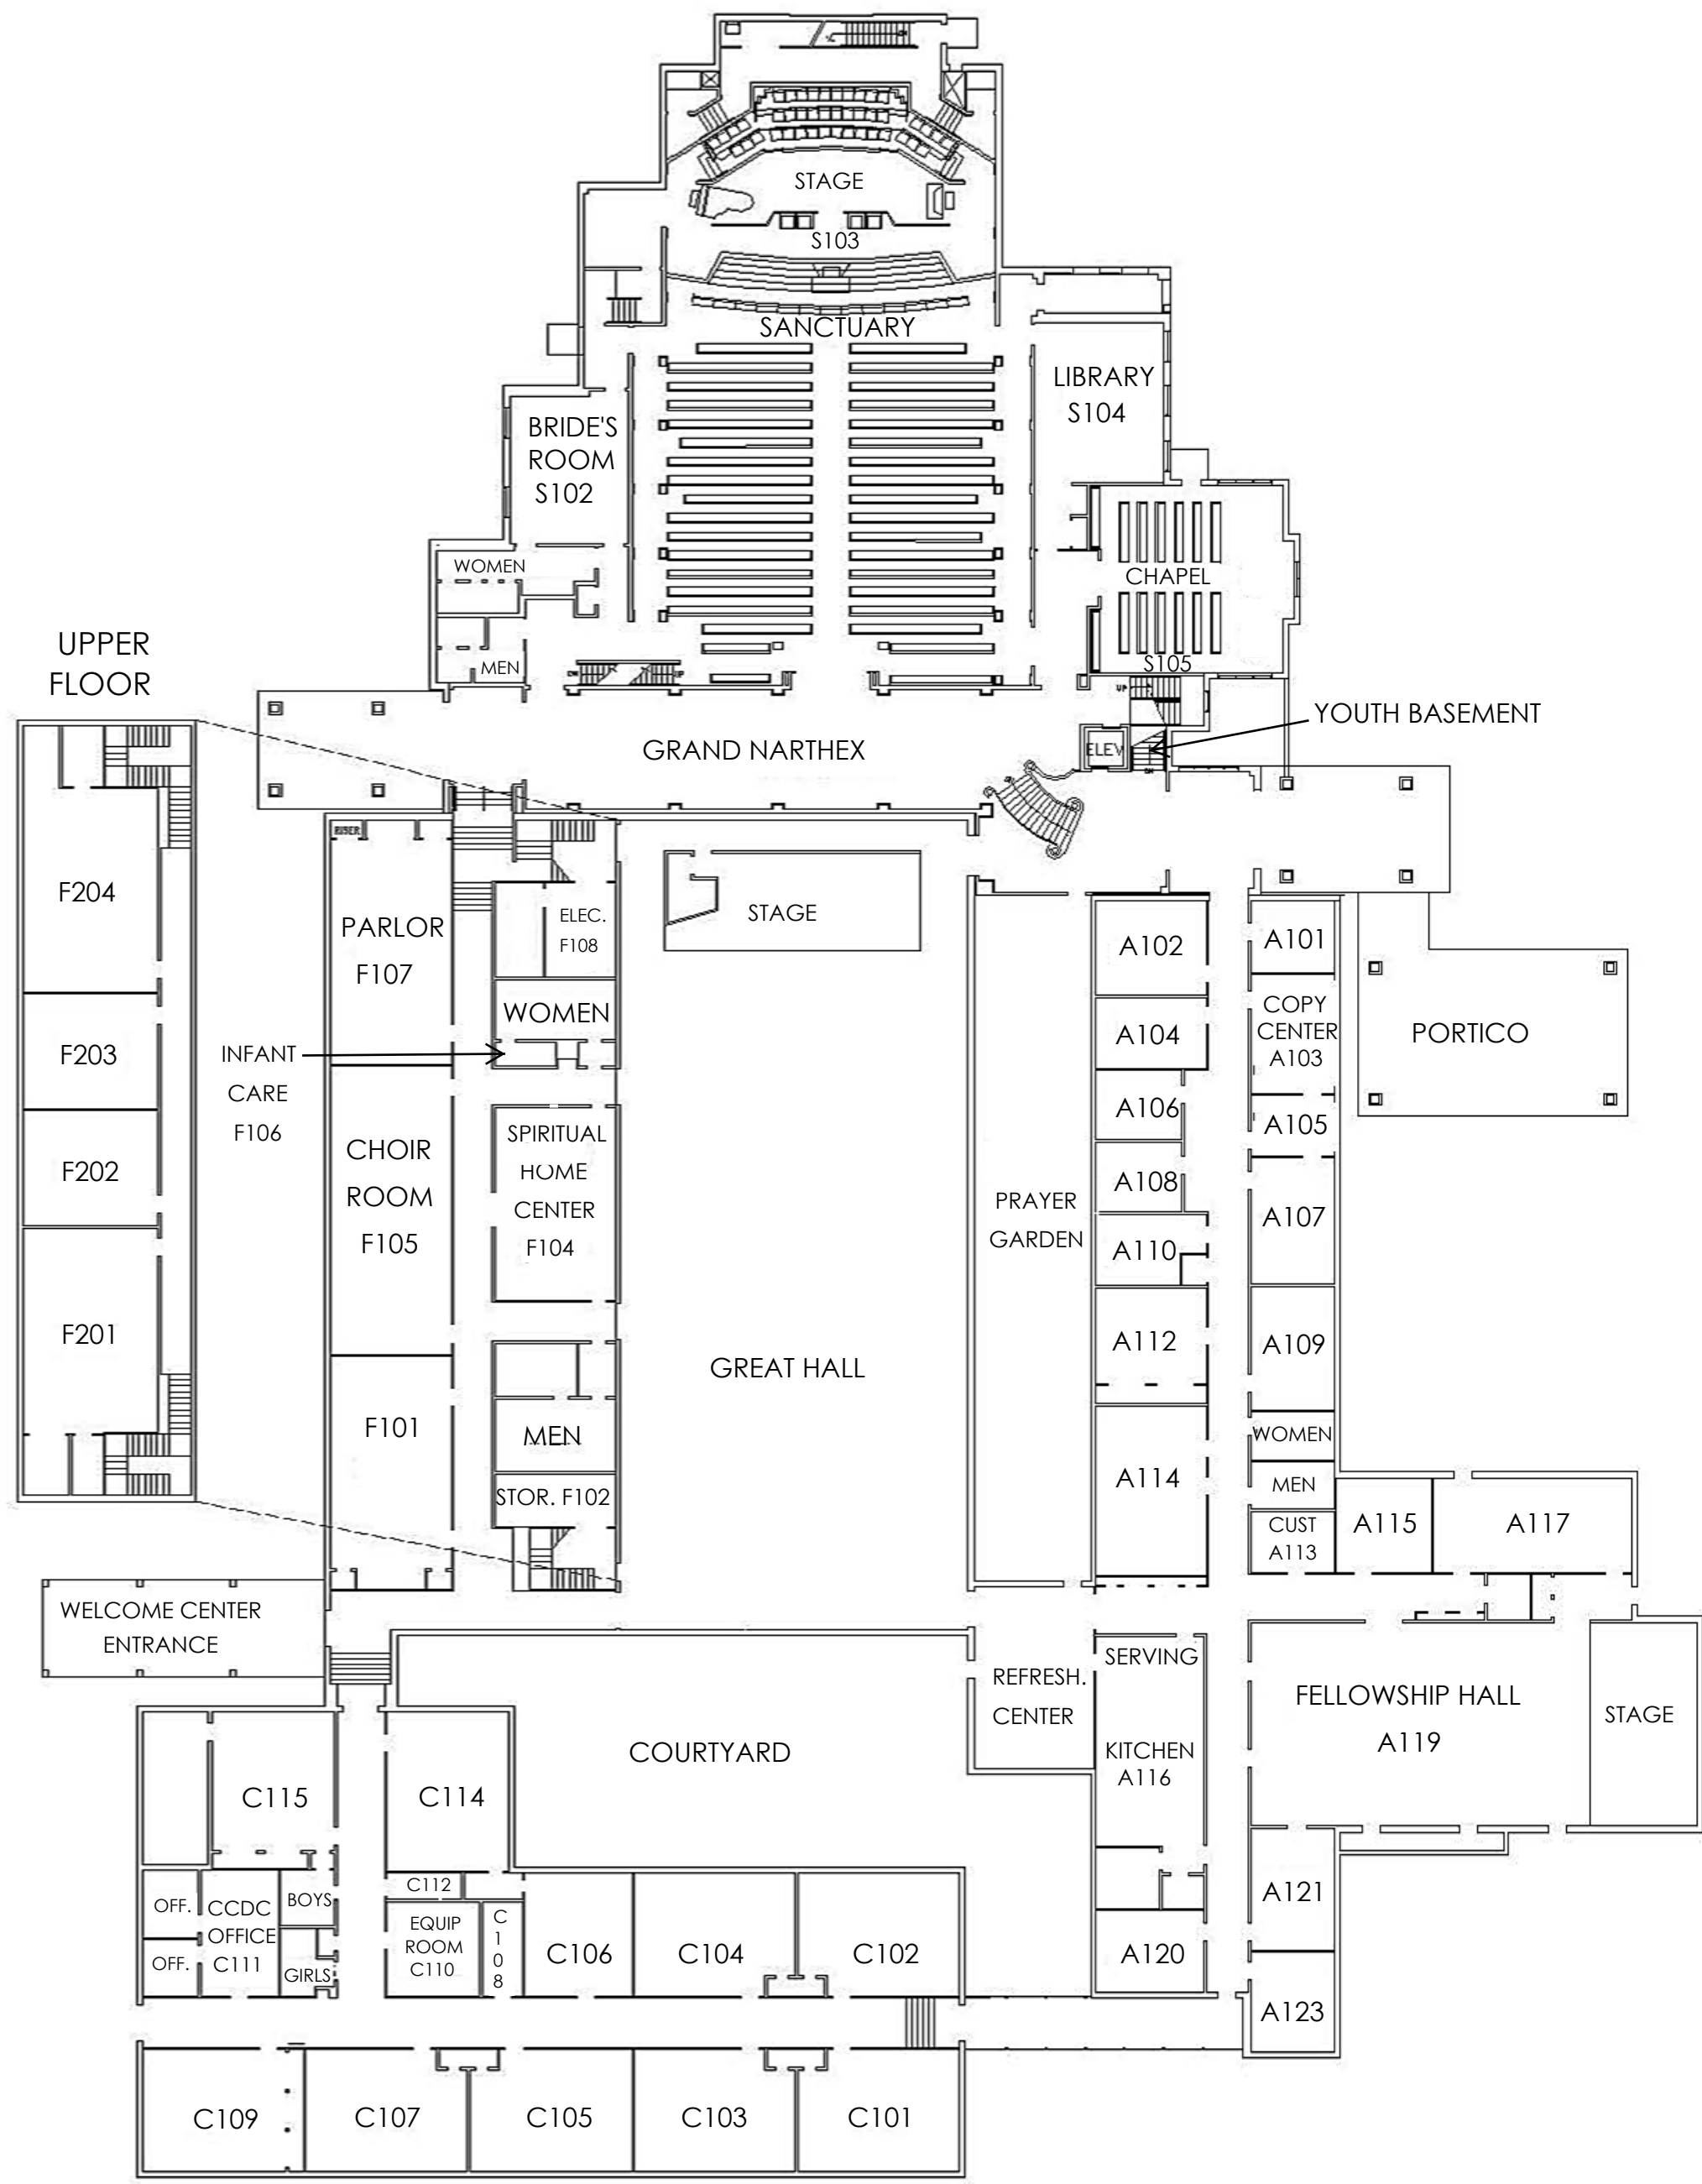 STAGE
S103
SANCTUARY
LIBRARY
S104
BRIDE'S
ROOM
S102
WOMEN
CHAPEL
MEN
S105
UP
UPPER
FLOOR
YOUTH BASEMENT
GRAND NARTHEX
ELEV
DN
RISER
F204
PARLOR
F107
ELEC.
F108
STAGE
A102
A101
WOMEN
COPY
CENTER
A103
A104
PORTICO
F203
INFANT
CARE
F106
A106
A105
F202
CHOIR
ROOM
F105
SPIRITUAL
HOME
CENTER
F104
PRAYER
GARDEN
A108
A107
A110
F201
GREAT HALL
A112
A109
F101
MEN
WOMEN
A114
MEN
STOR. F102
CUST
A113
A115
A117
WELCOME CENTER
ENTRANCE
SERVING
REFRESH.
CENTER
FELLOWSHIP HALL
A119
STAGE
COURTYARD
KITCHEN
A116
C115
C114
C112
BOYS
OFF.
CCDC
OFFICE
C111
OFF.
GIRLS
EQUIP
ROOM
C110
C
1
0
8
C106
C104
C102
A120
A121
A123
C109
C107
C105
C103
C101